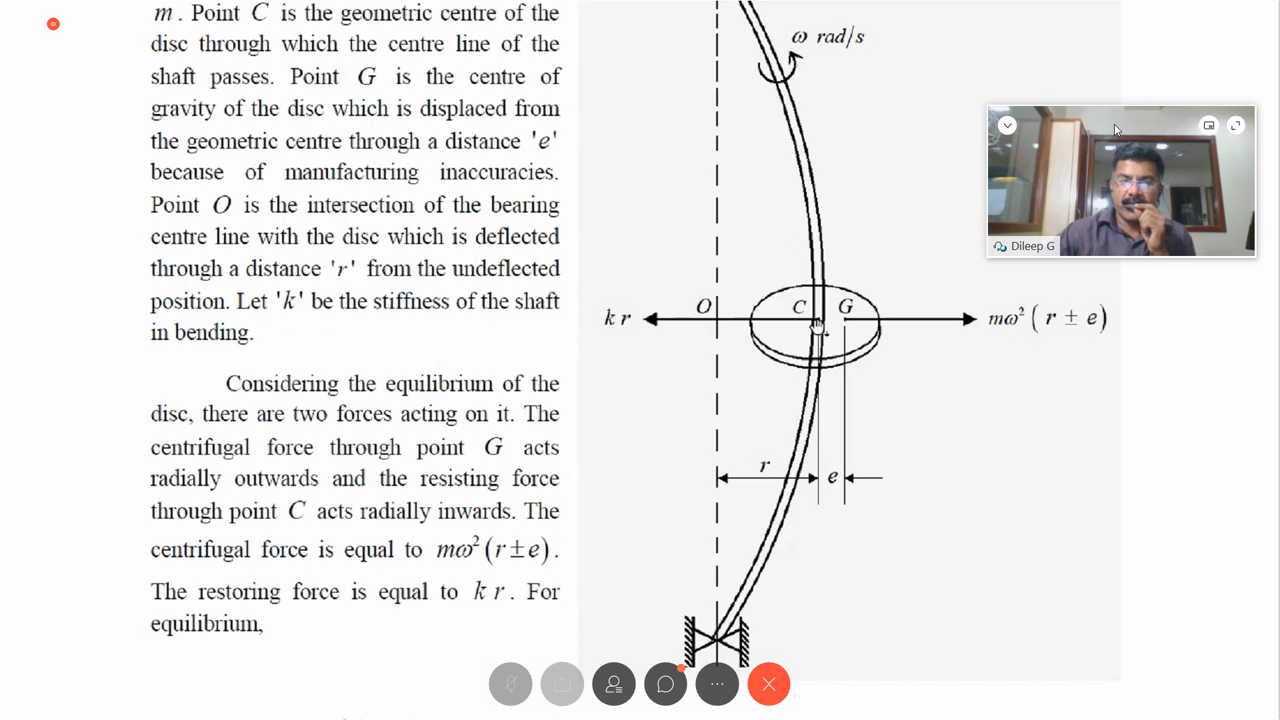 m. Point C is the geometric centre of the
disc through which the centre line of the
shaft passes. Point G is the centre of
gravity of the disc which is displaced from
the geometric centre through a distance 'e'
because of manufacturing inaccuracies.
Point O is the intersection of the bearing
centre line with the disc which is deflected
through a distance 'r' from the undeflected
position. Let 'k' be the stiffness of the shaft
in bending.
Considering the equilibrium of the
disc, there are two forces acting on it. The
centrifugal force through point G acts
radially outwards and the resisting force
through point C acts radially inwards. The
centrifugal force is equal to mω²(r±e).
The restoring force is equal to k r. For
equilibrium,
ω rad/s
k r
O
C
G
mω² ( r ± e)
r
e
Dileep G